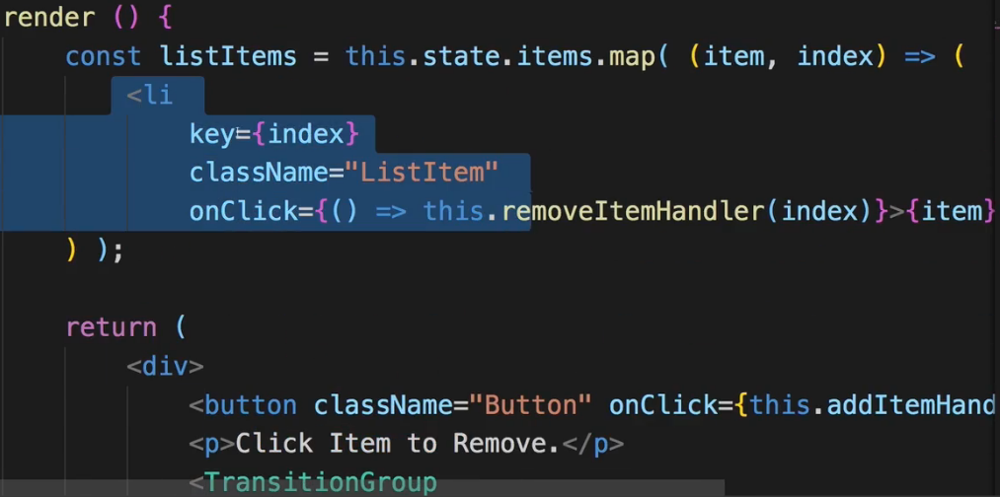 render () {
const listItems = this.state.items.map( (item, index) => (
<li
key={index}
className="ListItem"
onClick={() => this.removeItemHandler(index)}>{item}
) );
return (
<div>
<button className="Button" onClick={this.addItemHand
<p>Click Item to Remove.</p>
<TransitionGroup